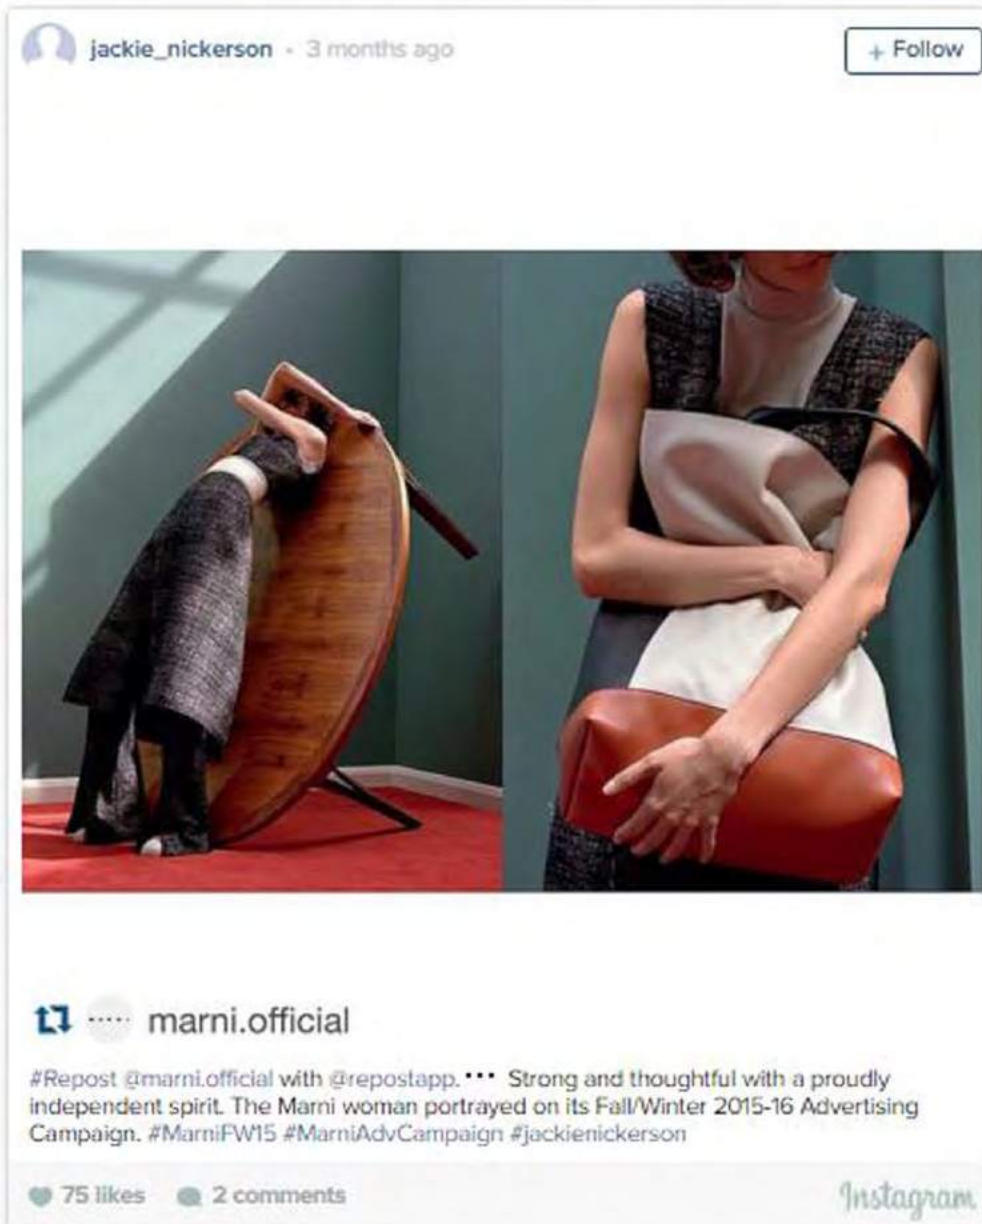 jackie_nickerson • 3 months ago
+ Follow
marni.official
#Repost @marni.official with @repostapp. ••• Strong and thoughtful with a proudly
independent spirit. The Marni woman portrayed on its Fall/Winter 2015-16 Advertising
Campaign. #MarniFW15 #MarniAdvCampaign #jackienickerson
75 likes 2 comments
Instagram